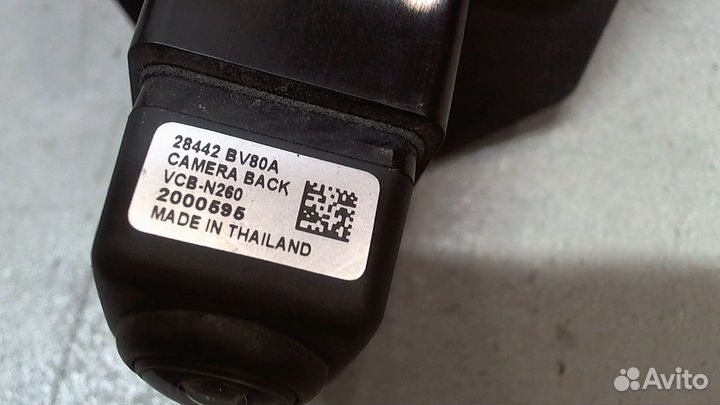 28442 BV80A
CAMERA BACK
VCB-N260
2000595
MADE IN THAILAND
Avito